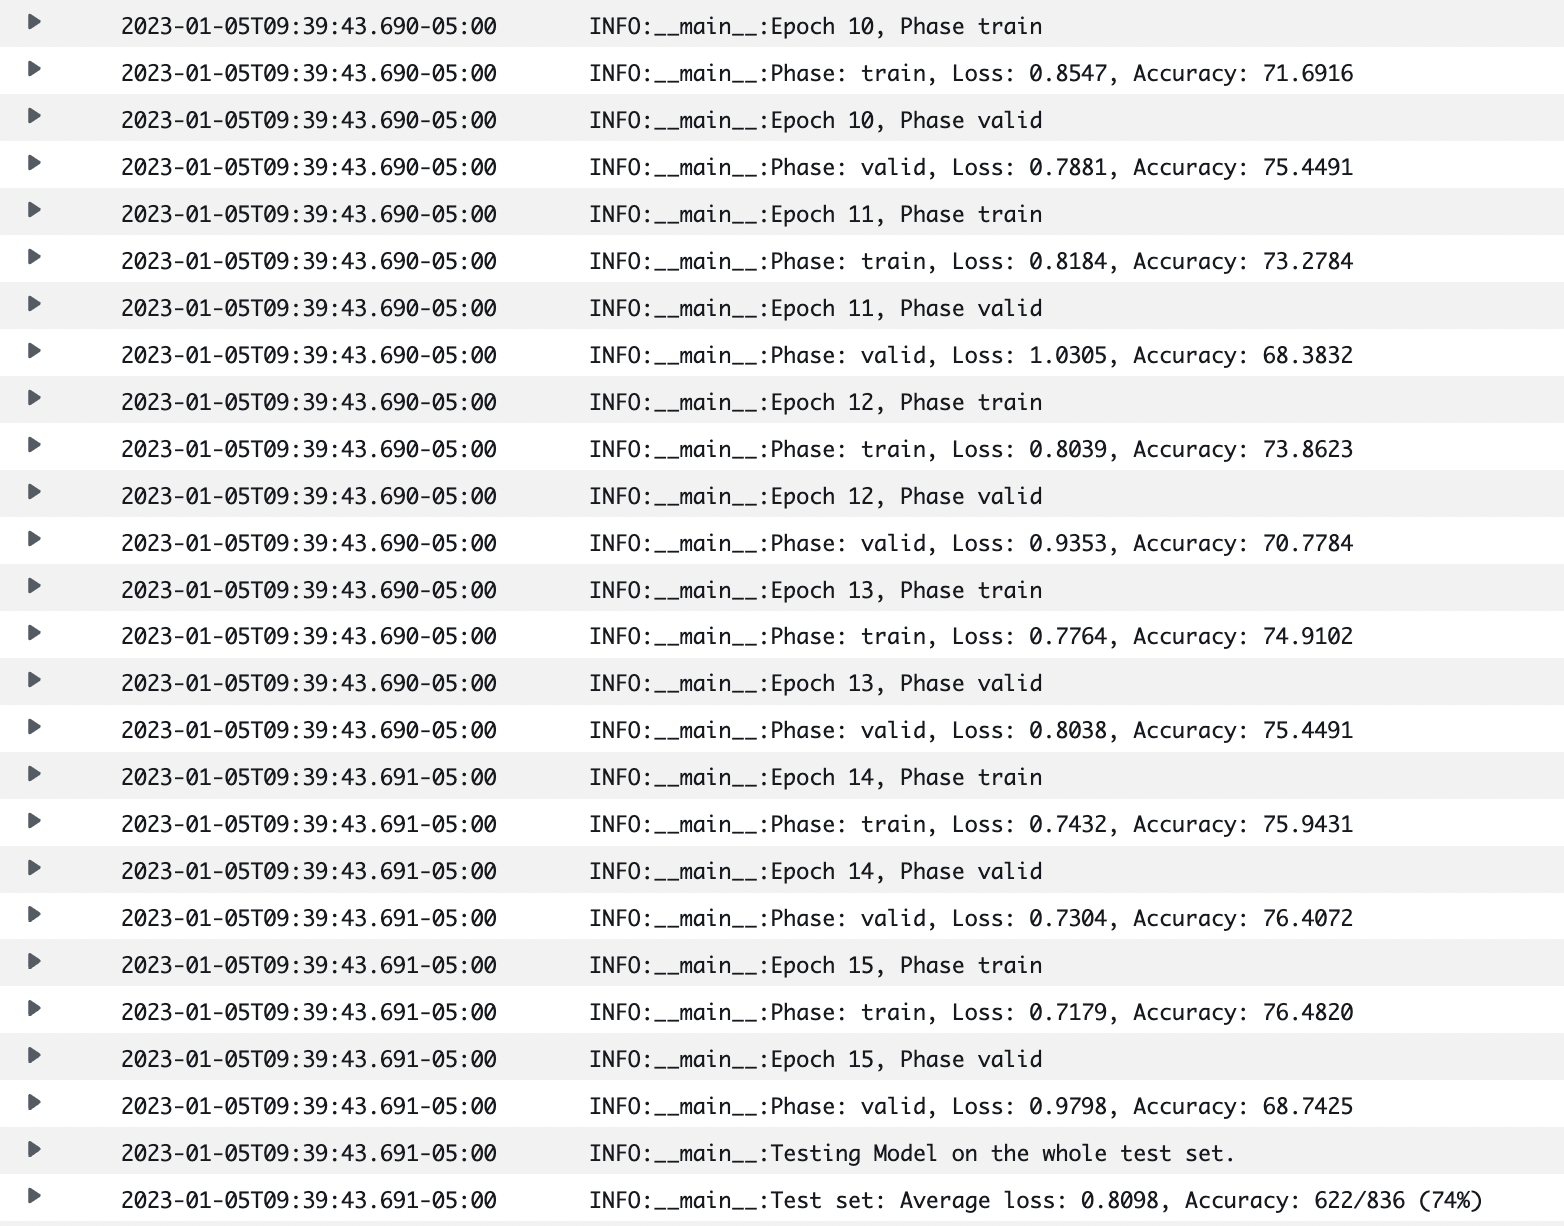 2023-01-05T09:39:43.690-05:00 INFO:__main__:Epoch 10, Phase train
2023-01-05T09:39:43.690-05:00 INFO:__main__:Phase: train, Loss: 0.8547, Accuracy: 71.6916
2023-01-05T09:39:43.690-05:00 INFO:__main__:Epoch 10, Phase valid
2023-01-05T09:39:43.690-05:00 INFO:__main__:Phase: valid, Loss: 0.7881, Accuracy: 75.4491
2023-01-05T09:39:43.690-05:00 INFO:__main__:Epoch 11, Phase train
2023-01-05T09:39:43.690-05:00 INFO:__main__:Phase: train, Loss: 0.8184, Accuracy: 73.2784
2023-01-05T09:39:43.690-05:00 INFO:__main__:Epoch 11, Phase valid
2023-01-05T09:39:43.690-05:00 INFO:__main__:Phase: valid, Loss: 1.0305, Accuracy: 68.3832
2023-01-05T09:39:43.690-05:00 INFO:__main__:Epoch 12, Phase train
2023-01-05T09:39:43.690-05:00 INFO:__main__:Phase: train, Loss: 0.8039, Accuracy: 73.8623
2023-01-05T09:39:43.690-05:00 INFO:__main__:Epoch 12, Phase valid
2023-01-05T09:39:43.690-05:00 INFO:__main__:Phase: valid, Loss: 0.9353, Accuracy: 70.7784
2023-01-05T09:39:43.690-05:00 INFO:__main__:Epoch 13, Phase train
2023-01-05T09:39:43.690-05:00 INFO:__main__:Phase: train, Loss: 0.7764, Accuracy: 74.9102
2023-01-05T09:39:43.690-05:00 INFO:__main__:Epoch 13, Phase valid
2023-01-05T09:39:43.690-05:00 INFO:__main__:Phase: valid, Loss: 0.8038, Accuracy: 75.4491
2023-01-05T09:39:43.691-05:00 INFO:__main__:Epoch 14, Phase train
2023-01-05T09:39:43.691-05:00 INFO:__main__:Phase: train, Loss: 0.7432, Accuracy: 75.9431
2023-01-05T09:39:43.691-05:00 INFO:__main__:Epoch 14, Phase valid
2023-01-05T09:39:43.691-05:00 INFO:__main__:Phase: valid, Loss: 0.7304, Accuracy: 76.4072
2023-01-05T09:39:43.691-05:00 INFO:__main__:Epoch 15, Phase train
2023-01-05T09:39:43.691-05:00 INFO:__main__:Phase: train, Loss: 0.7179, Accuracy: 76.4820
2023-01-05T09:39:43.691-05:00 INFO:__main__:Epoch 15, Phase valid
2023-01-05T09:39:43.691-05:00 INFO:__main__:Phase: valid, Loss: 0.9798, Accuracy: 68.7425
2023-01-05T09:39:43.691-05:00 INFO:__main__:Testing Model on the whole test set.
2023-01-05T09:39:43.691-05:00 INFO:__main__:Test set: Average loss: 0.8098, Accuracy: 622/836 (74%)